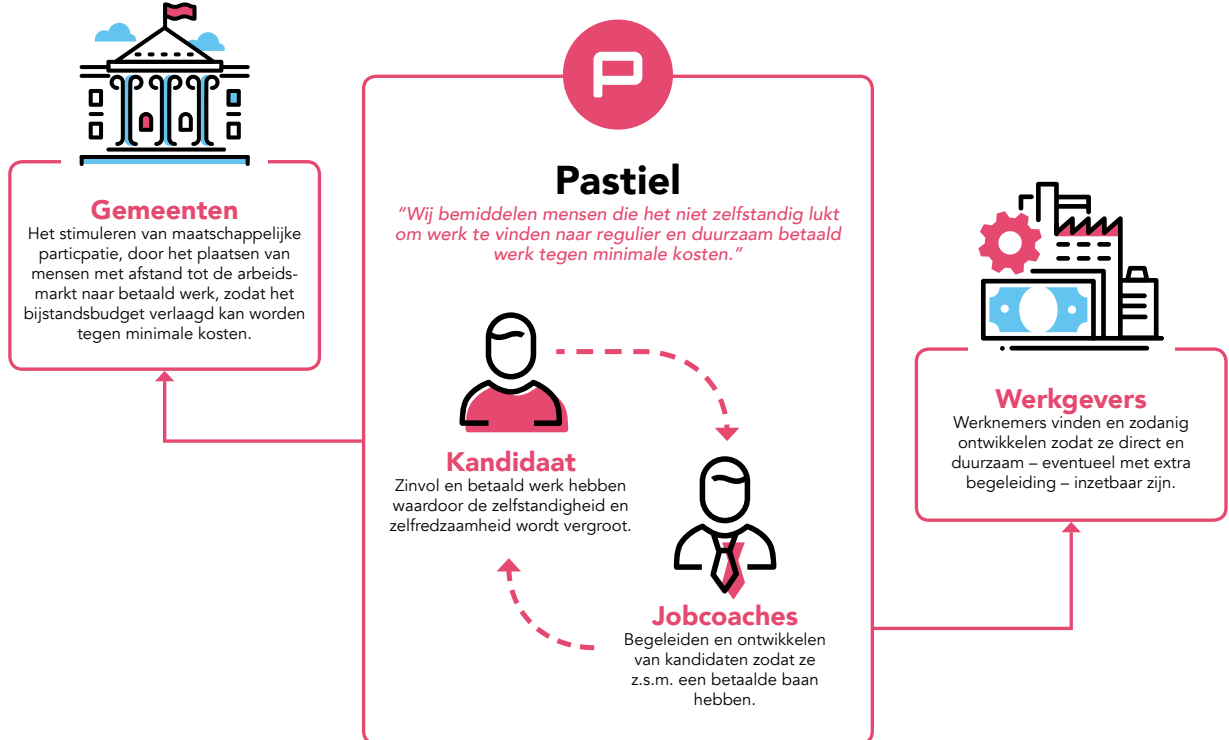 Gemeenten
Het stimuleren van maatschappelijke
particpatie, door het plaatsen van
mensen met afstand tot de arbeids-
markt naar betaald werk, zodat het
bijstandsbudget verlaagd kan worden
tegen minimale kosten.
P
Pastiel
“Wij bemiddelen mensen die het niet zelfstandig lukt
om werk te vinden naar regulier en duurzaam betaald
werk tegen minimale kosten.”
Kandidaat
Zinvol en betaald werk hebben
waardoor de zelfstandigheid en
zelfredzaamheid wordt vergroot.
Jobcoaches
Begeleiden en ontwikkelen
van kandidaten zodat ze
z.s.m. een betaalde baan
hebben.
Werkgevers
Werknemers vinden en zodanig
ontwikkelen zodat ze direct en
duurzaam – eventueel met extra
begeleiding – inzetbaar zijn.